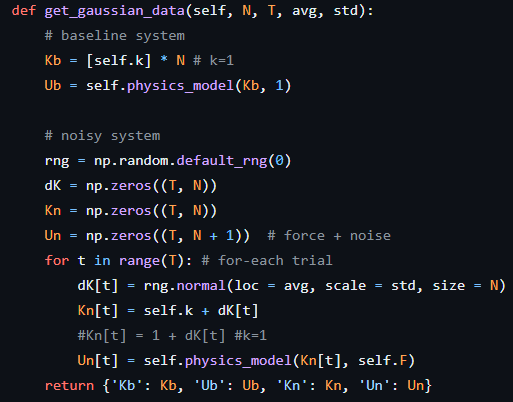 def get_gaussian_data(self, N, T, avg, std):
    # baseline system
    Kb = [self.k] * N # k=1
    Ub = self.physics_model(Kb, 1)

    # noisy system
    rng = np.random.default_rng(0)
    dK = np.zeros((T, N))
    Kn = np.zeros((T, N))
    Un = np.zeros((T, N + 1))  # force + noise
    for t in range(T): # for-each trial
        dK[t] = rng.normal(loc = avg, scale = std, size = N)
        Kn[t] = self.k + dK[t]
        #Kn[t] = 1 + dK[t] #k=1
        Un[t] = self.physics_model(Kn[t], self.F)
    return {'Kb': Kb, 'Ub': Ub, 'Kn': Kn, 'Un': Un}